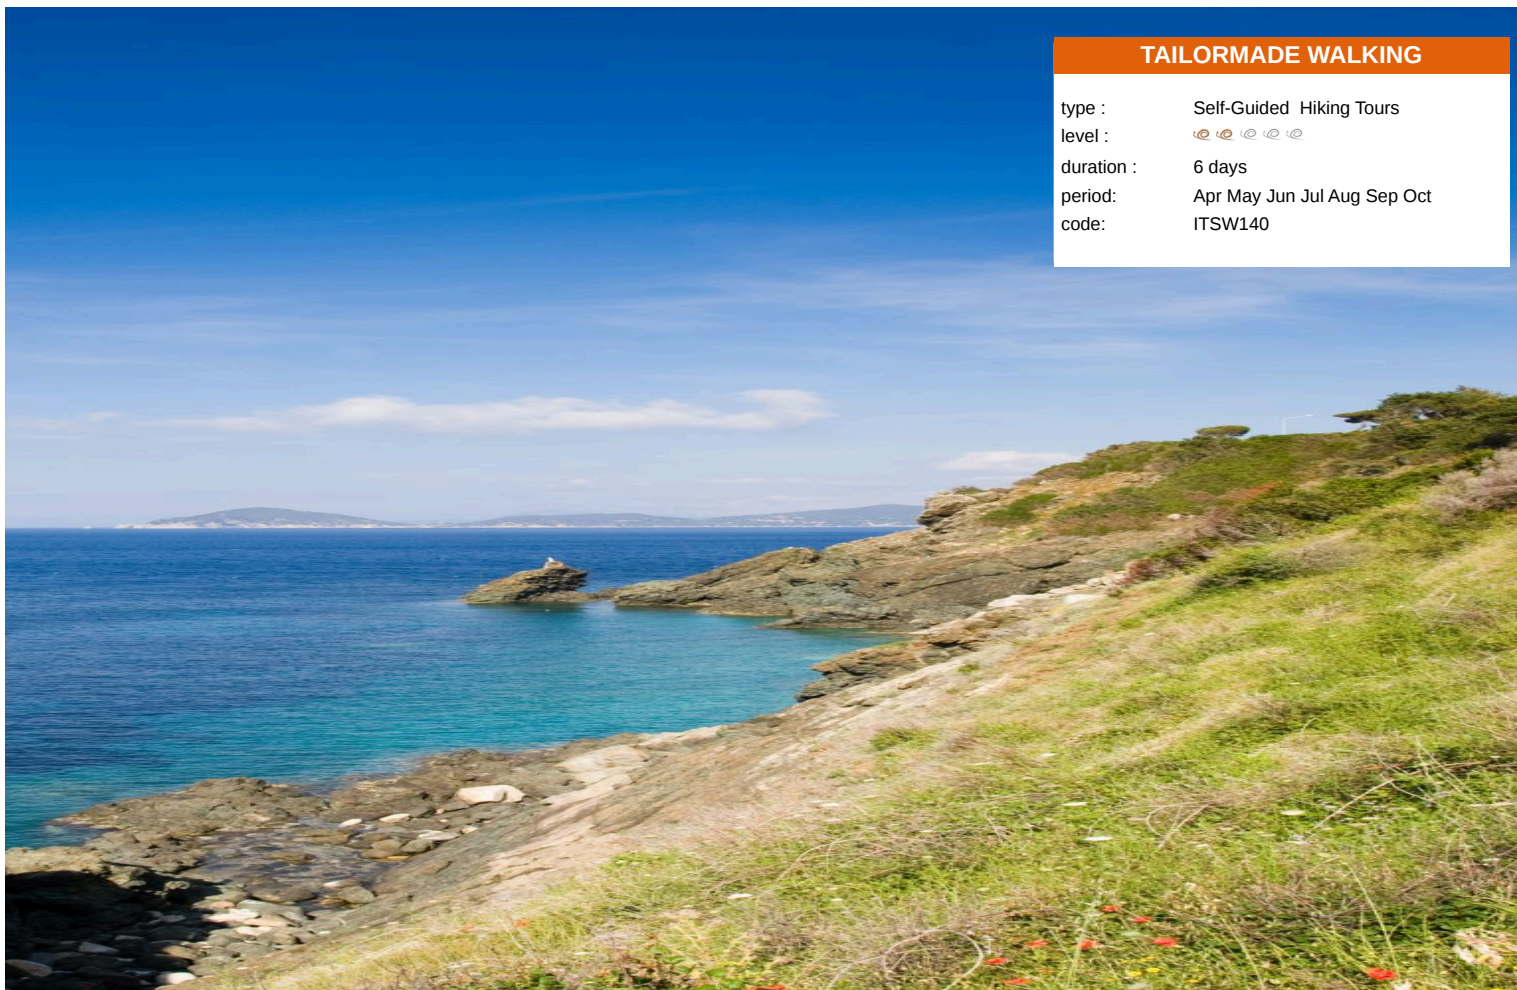 TAILORMADE WALKING
type : Self-Guided  Hiking Tours
level :
duration : 6 days
period: Apr May Jun Jul Aug Sep Oct
code: ITSW140